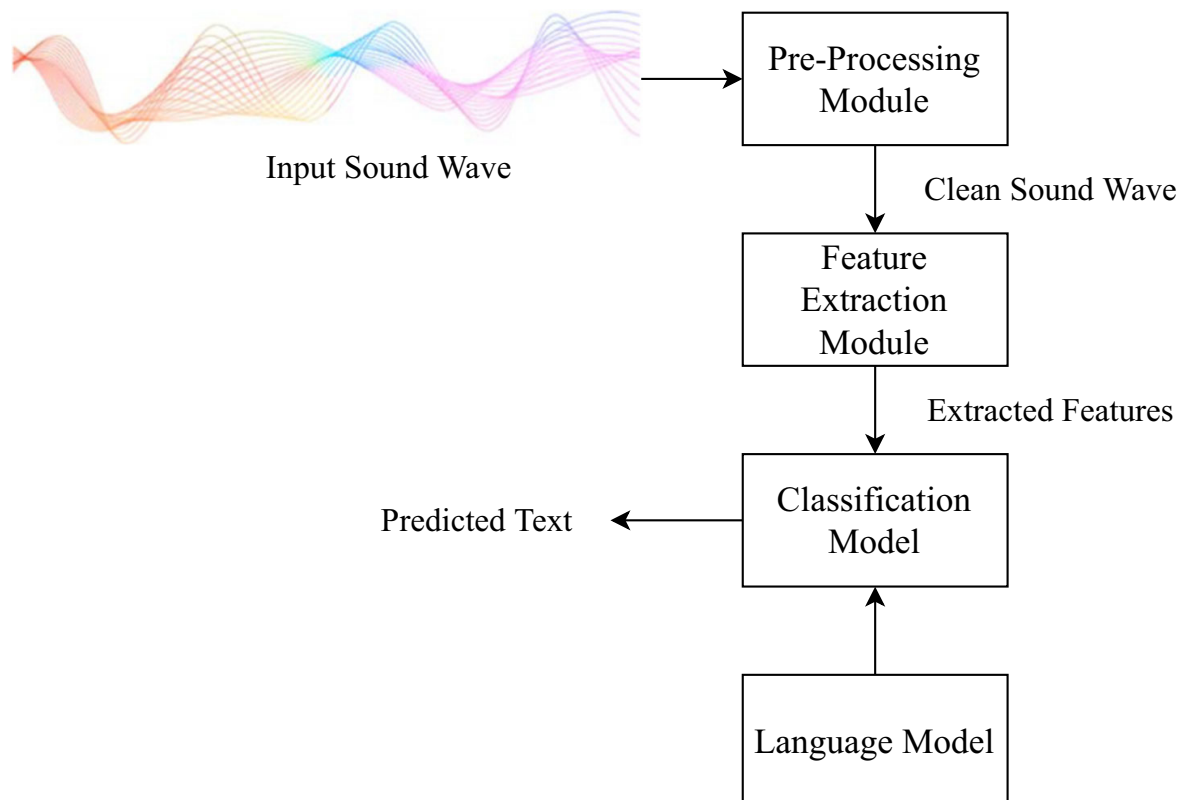 Pre-Processing
Module
Input Sound Wave
Clean Sound Wave
Feature
Extraction
Module
Extracted Features
Classification
Model
Predicted Text
Language Model